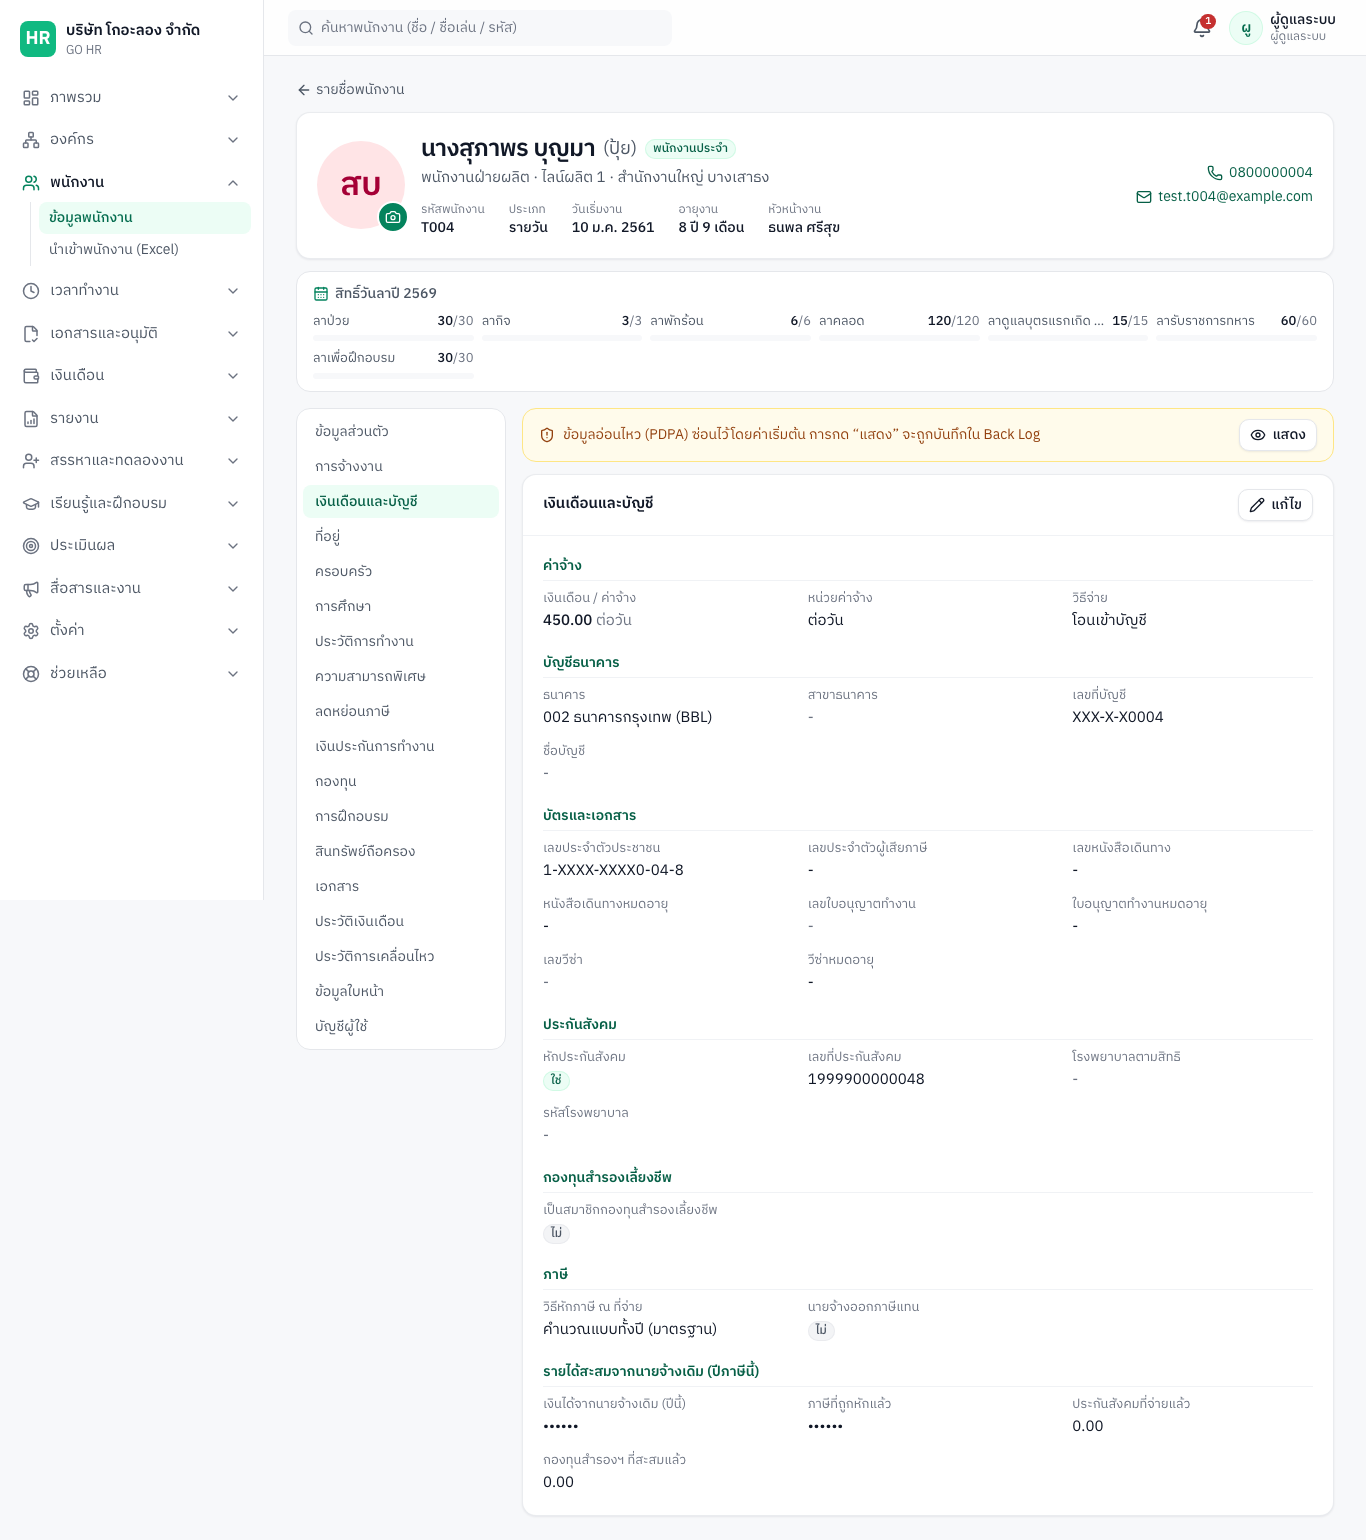 HR
บริษัท โกอะลอง จำกัด
GO HR
ค้นหาพนักงาน (ชื่อ / ชื่อเล่น / รหัส)
1
ผู้
ผู้ดูแลระบบ
ผู้ดูแลระบบ
ภาพรวม
องค์กร
พนักงาน
ข้อมูลพนักงาน
นำเข้าพนักงาน (Excel)
เวลาทำงาน
เอกสารและอนุมัติ
เงินเดือน
รายงาน
สรรหาและทดลองงาน
เรียนรู้และฝึกอบรม
ประเมินผล
สื่อสารและงาน
ตั้งค่า
ช่วยเหลือ
รายชื่อพนักงาน
สบ
นางสุภาพร บุญมา (ปุ้ย) พนักงานประจำ
พนักงานฝ่ายผลิต · ไลน์ผลิต 1 · สำนักงานใหญ่ บางเสาธง
รหัสพนักงาน ประเภท วันเริ่มงาน อายุงาน หัวหน้างาน
T004 รายวัน 10 ม.ค. 2561 8 ปี 9 เดือน ธนพล ศรีสุข
0800000004
test.t004@example.com
สิทธิ์วันลาปี 2569
ลาป่วย 30/30 ลากิจ 3/3 ลาพักร้อน 6/6 ลาคลอด 120/120 ลาดูแลบุตรแรกเกิด ... 15/15 ลารับราชการทหาร 60/60
ลาเพื่อฝึกอบรม 30/30
ข้อมูลส่วนตัว
การจ้างงาน
เงินเดือนและบัญชี
ที่อยู่
ครอบครัว
การศึกษา
ประวัติการทำงาน
ความสามารถพิเศษ
ลดหย่อนภาษี
เงินประกันการทำงาน
กองทุน
การฝึกอบรม
สินทรัพย์ถือครอง
เอกสาร
ประวัติเงินเดือน
ประวัติการเคลื่อนไหว
ข้อมูลใบหน้า
บัญชีผู้ใช้
ข้อมูลอ่อนไหว (PDPA) ซ่อนไว้โดยค่าเริ่มต้น การกด “แสดง” จะถูกบันทึกใน Back Log
แสดง
เงินเดือนและบัญชี
แก้ไข
ค่าจ้าง
เงินเดือน / ค่าจ้าง หน่วยค่าจ้าง วิธีจ่าย
450.00 ต่อวัน ต่อวัน โอนเข้าบัญชี
บัญชีธนาคาร
ธนาคาร สาขาธนาคาร เลขที่บัญชี
002 ธนาคารกรุงเทพ (BBL) - XXX-X-X0004
ชื่อบัญชี
-
บัตรและเอกสาร
เลขประจำตัวประชาชน เลขประจำตัวผู้เสียภาษี เลขหนังสือเดินทาง
1-XXXX-XXXX0-04-8 - -
หนังสือเดินทางหมดอายุ เลขใบอนุญาตทำงาน ใบอนุญาตทำงานหมดอายุ
- - -
เลขวีซ่า วีซ่าหมดอายุ
- -
ประกันสังคม
หักประกันสังคม เลขที่ประกันสังคม โรงพยาบาลตามสิทธิ
ใช่ 1999900000048 -
รหัสโรงพยาบาล
-
กองทุนสำรองเลี้ยงชีพ
เป็นสมาชิกกองทุนสำรองเลี้ยงชีพ
ไม่
ภาษี
วิธีหักภาษี ณ ที่จ่าย นายจ้างออกภาษีแทน
คำนวณแบบทั้งปี (มาตรฐาน) ไม่
รายได้สะสมจากนายจ้างเดิม (ปีภาษีนี้)
เงินได้จากนายจ้างเดิม (ปีนี้) ภาษีที่ถูกหักแล้ว ประกันสังคมที่จ่ายแล้ว
•••••• •••••• 0.00
กองทุนสำรองฯ ที่สะสมแล้ว
0.00